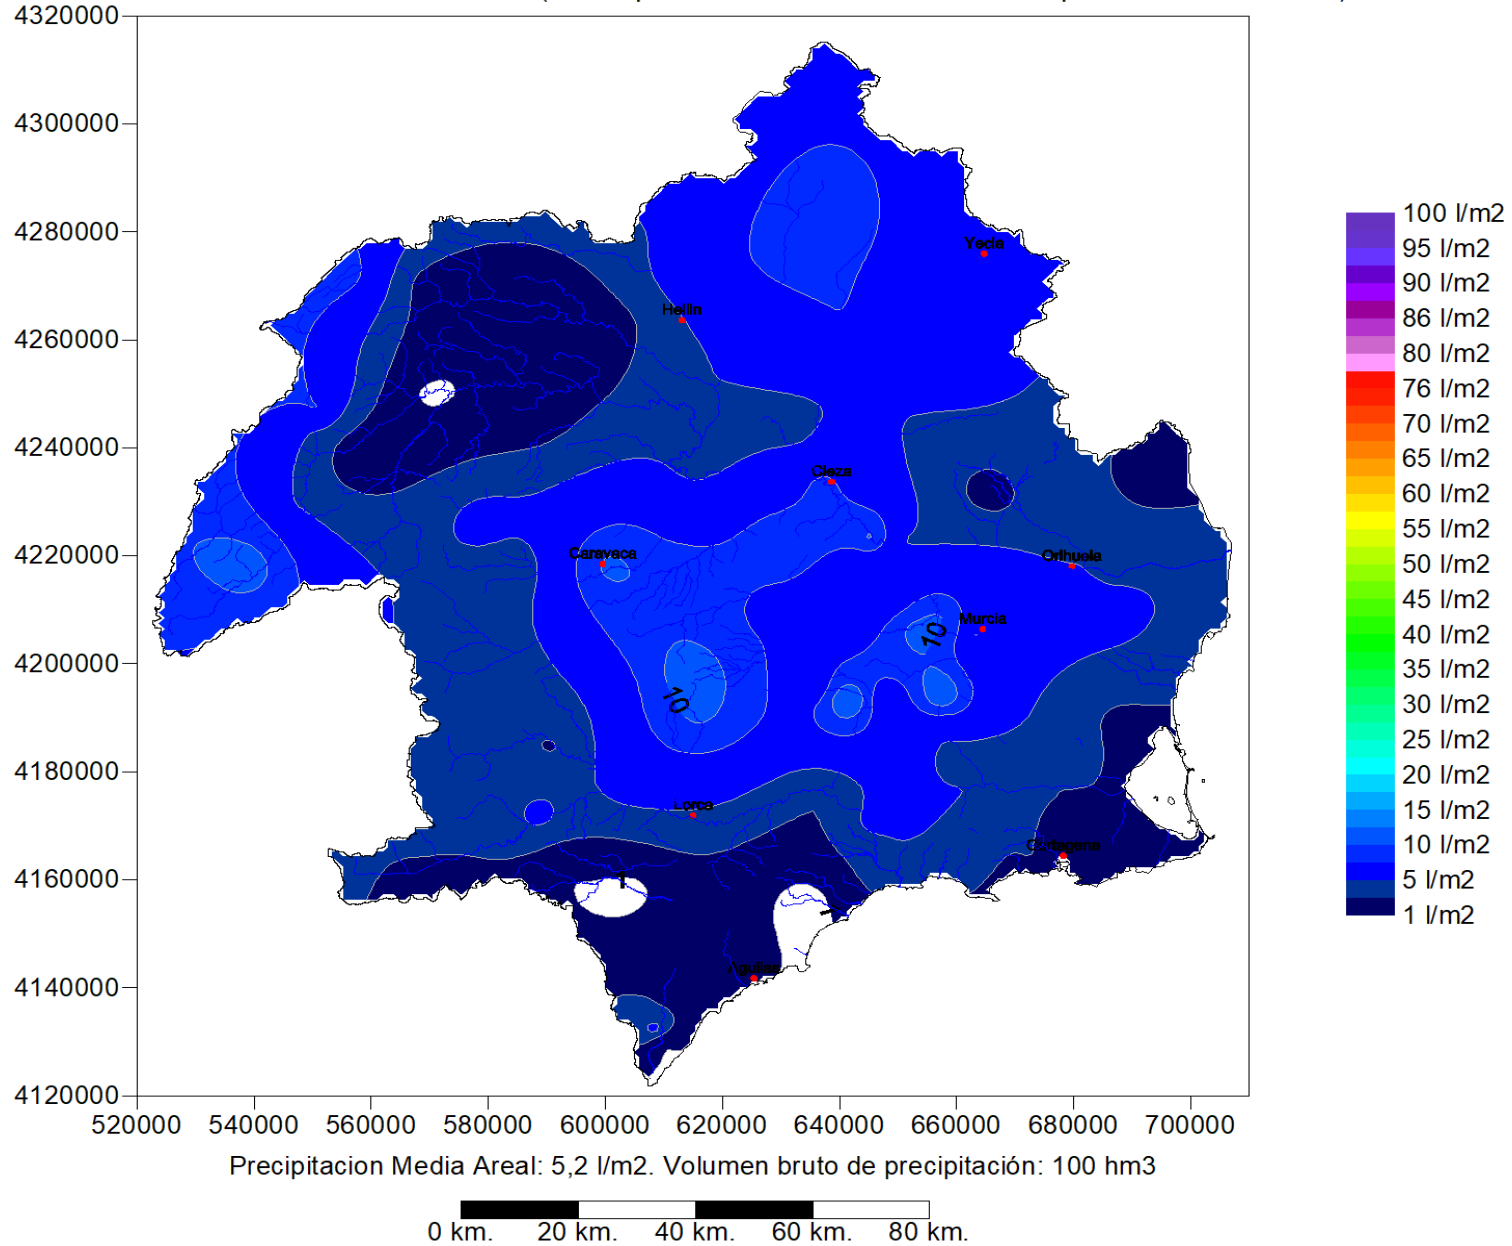 4320000
4300000
4280000
4260000
4240000
4220000
4200000
4180000
4160000
4140000
4120000
520000 540000 560000 580000 600000 620000 640000 660000 680000 700000
Yecla
Hellin
Cieza
Caravaca
Orihuela
Murcia
10
10
Lorca
Cartagena
1
1
Aguilas
100 l/m2
95 l/m2
90 l/m2
86 l/m2
80 l/m2
76 l/m2
70 l/m2
65 l/m2
60 l/m2
55 l/m2
50 l/m2
45 l/m2
40 l/m2
35 l/m2
30 l/m2
25 l/m2
20 l/m2
15 l/m2
10 l/m2
5 l/m2
1 l/m2
Precipitacion Media Areal: 5,2 l/m2. Volumen bruto de precipitación: 100 hm3
0 km. 20 km. 40 km. 60 km. 80 km.